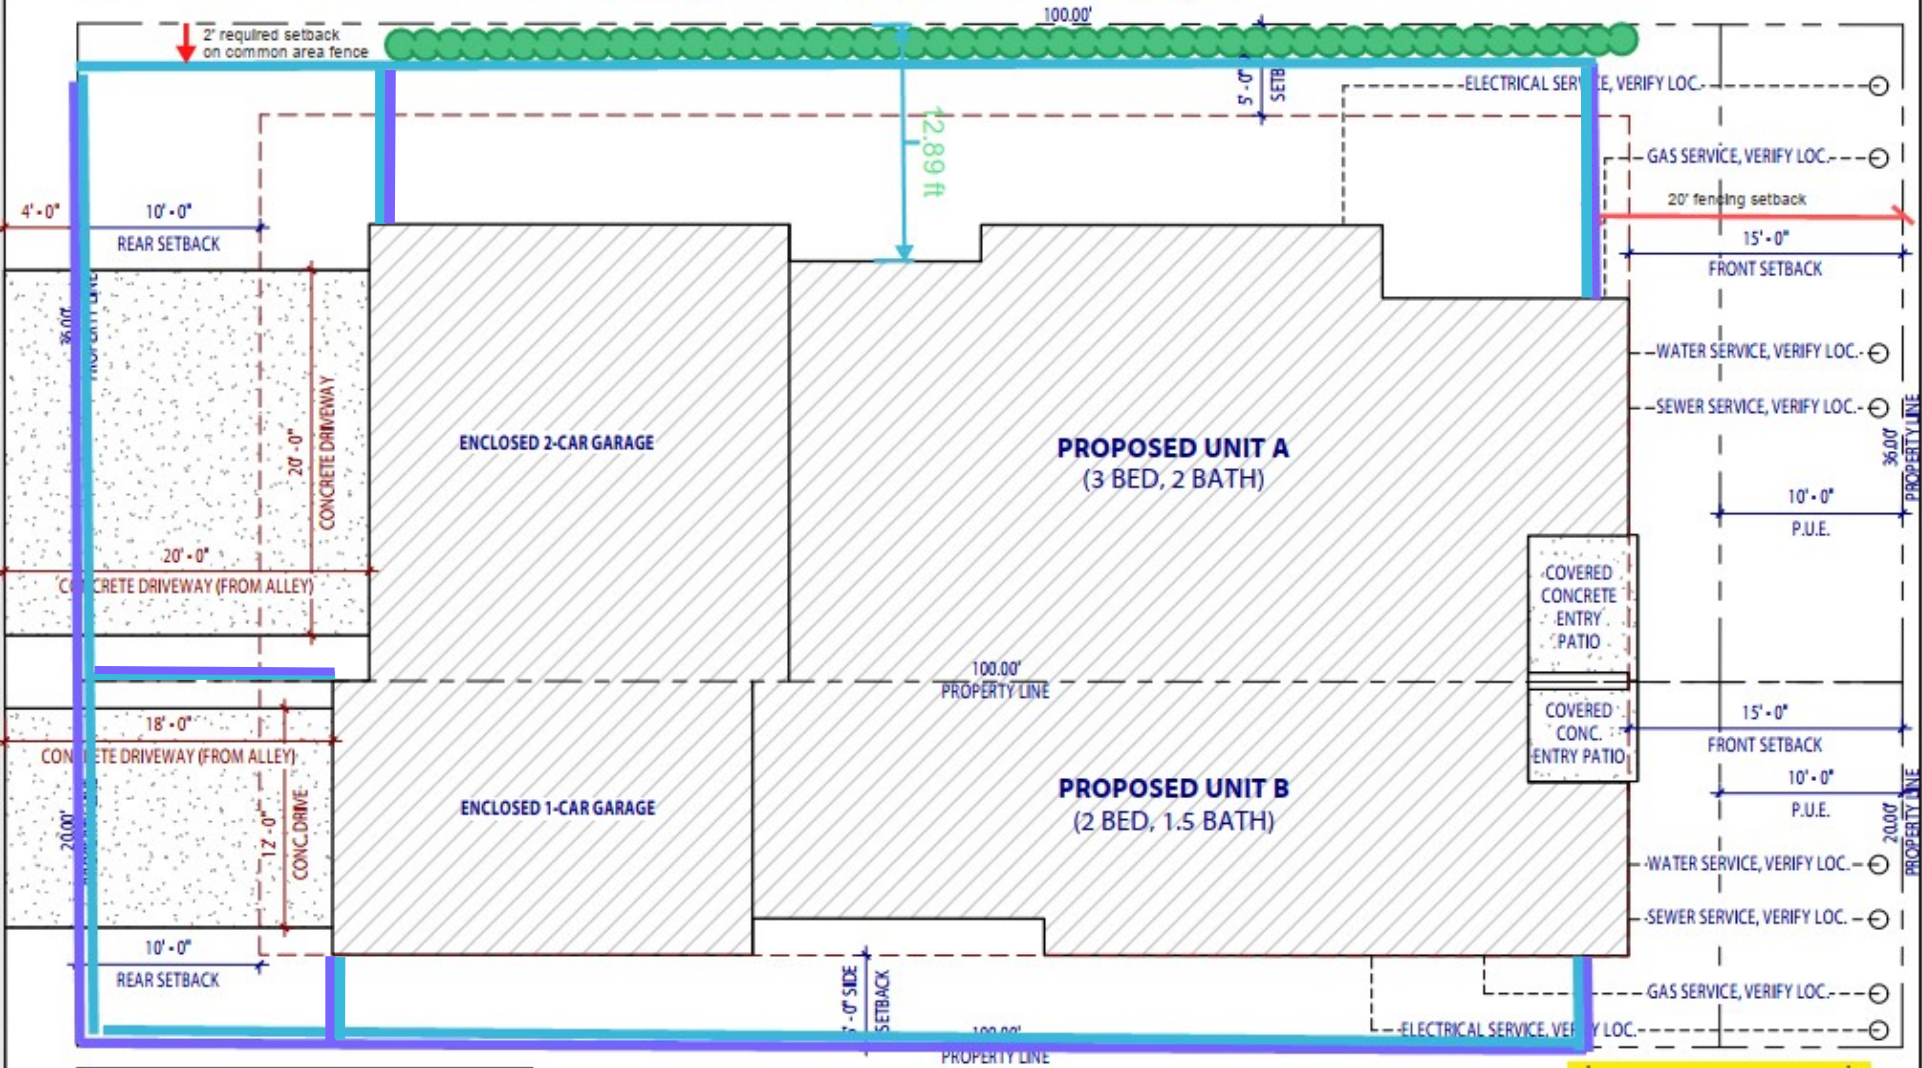 100.00'
2' required setback
on common area fence
5'-0"
SETB
ELECTRICAL SERVICE, VERIFY LOC.
12.89 ft
GAS SERVICE, VERIFY LOC.
20' fencing setback
4'-0"
10'-0"
REAR SETBACK
15'-0"
FRONT SETBACK
36.00'
PROPERTY LINE
20'-0"
CONCRETE DRIVEWAY
WATER SERVICE, VERIFY LOC.
SEWER SERVICE, VERIFY LOC.
36.00'
PROPERTY LINE
ENCLOSED 2-CAR GARAGE
PROPOSED UNIT A
(3 BED, 2 BATH)
10'-0"
P.U.E.
20'-0"
CONCRETE DRIVEWAY (FROM ALLEY)
COVERED
CONCRETE
ENTRY
PATIO
100.00'
PROPERTY LINE
18'-0"
CONCRETE DRIVEWAY (FROM ALLEY)
COVERED
CONC.
ENTRY PATIO
15'-0"
FRONT SETBACK
10'-0"
P.U.E.
20.00'
12'-0"
CONC. DRIVE
ENCLOSED 1-CAR GARAGE
PROPOSED UNIT B
(2 BED, 1.5 BATH)
20.00'
PROPERTY LINE
WATER SERVICE, VERIFY LOC.
SEWER SERVICE, VERIFY LOC.
10'-0"
REAR SETBACK
-0" SIDE
SETBACK
GAS SERVICE, VERIFY LOC.
ELECTRICAL SERVICE, VERIFY LOC.
100.00'
PROPERTY LINE